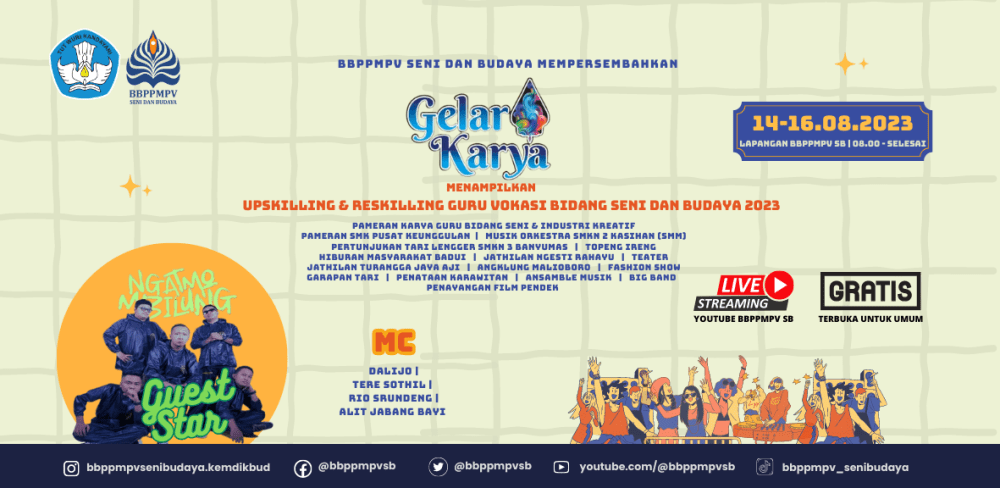 TUT WURI HANDAYANI
BBPPMPV
SENI DAN BUDAYA
BBPPMPV SENI DAN BUDAYA MEMPERSEMBAHKAN
Gelar
Karya
14-16.08.2023
LAPANGAN BBPPMPV SB | 08.00 - SELESAI
MENAMPILKAN
UPSKILLING & RESKILLING GURU VOKASI BIDANG SENI DAN BUDAYA 2023
PAMERAN KARYA GURU BIDANG SENI & INDUSTRI KREATIF
PAMERAN SMK PUSAT KEUNGGULAN | MUSIK ORKESTRA SMKN 2 KASIHAN (SMM)
PERTUNJUKAN TARI LENGGER SMKN 3 BANYUMAS | TOPENG IRENG
HIBURAN MASYARAKAT BADUI | JATHILAN NGESTI RAHAYU | TEATER
JATHILAN TURANGGA JAYA AJI | ANGKLUNG MALIOBORO | FASHION SHOW
GARAPAN TARI | PENATAAN KARAWITAN | ANSAMBLE MUSIK | BIG BAND
PENAYANGAN FILM PENDEK
NGATMO
MBILUNG
Guest
Star
MC
DALIJO |
TERE SOTHIL |
RIO SRUNDENG |
ALIT JABANG BAYI
LIVE
STREAMING
YOUTUBE BBPPMPV SB
GRATIS
TERBUKA UNTUK UMUM
bbppmpvsenibudaya.kemdikbud
@bbppmpvsb
@bbppmpvsb
youtube.com/@bbppmpvsb
bbppmpv_senibudaya